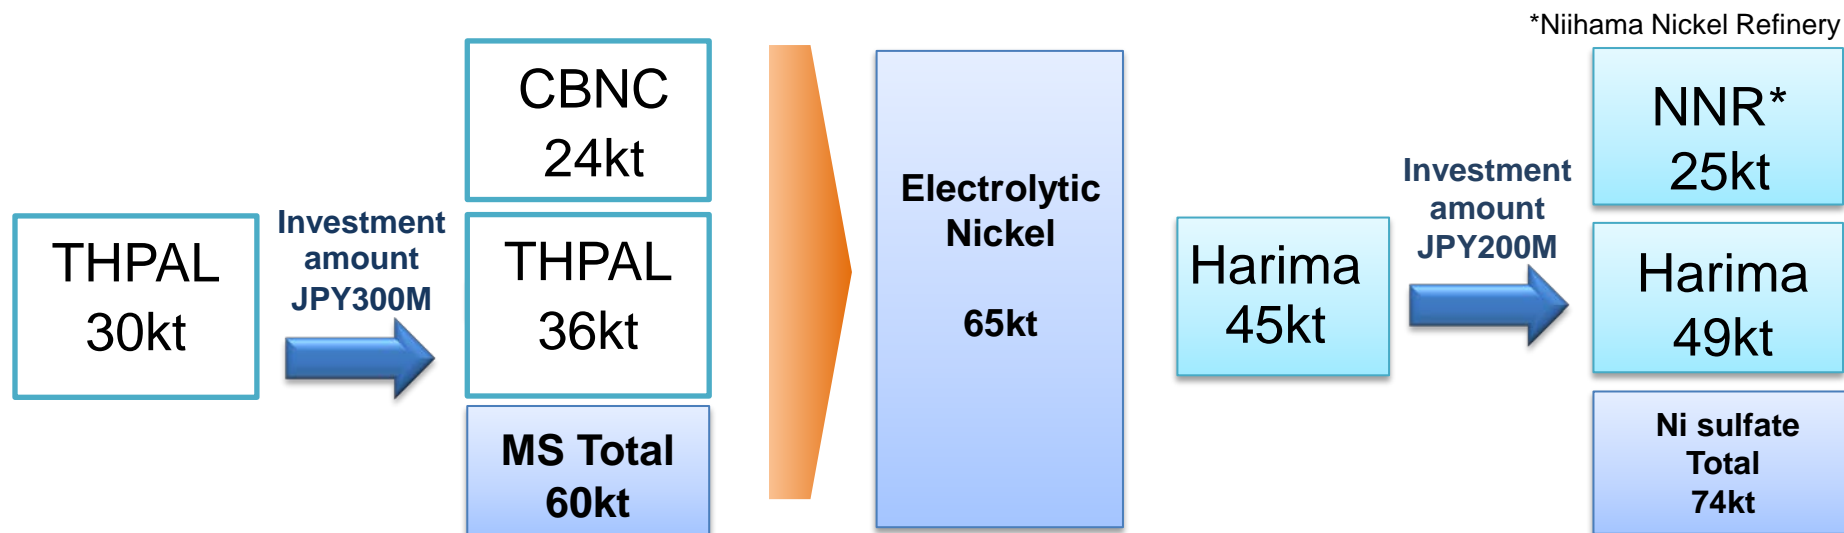 *Niihama Nickel Refinery
THPAL
30kt
Investment
amount
JPY300M
CBNC
24kt
THPAL
36kt
MS Total
60kt
Electrolytic
Nickel
65kt
Harima
45kt
Investment
amount
JPY200M
NNR*
25kt
Harima
49kt
Ni sulfate
Total
74kt